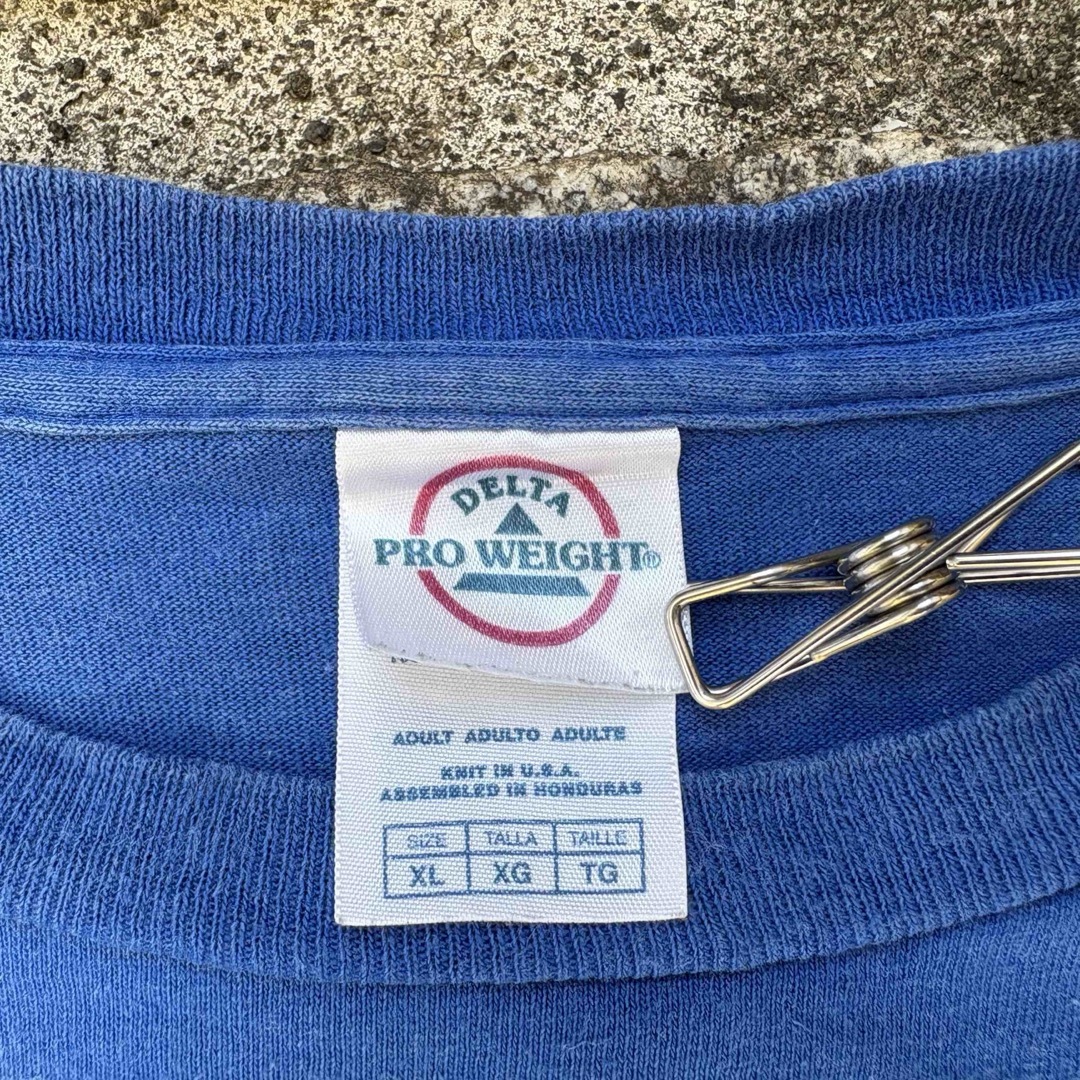 DELTA
PRO WEIGHT®
ADULT ADULTO ADULTE
KNIT IN U.S.A.
ASSEMBLED IN HONDURAS
SIZE TALLA TAILLE
XL XG TG